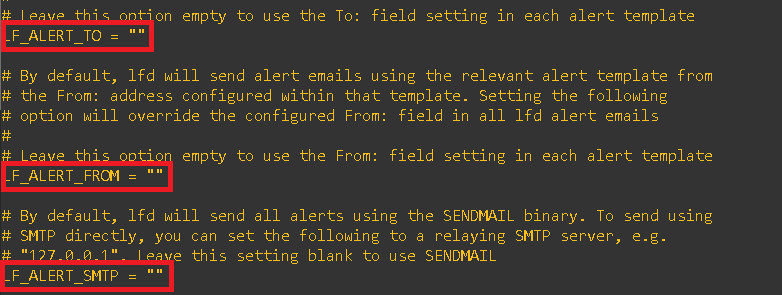 # Leave this option empty to use the To: field setting in each alert template
LF_ALERT_TO = ""
# By default, lfd will send alert emails using the relevant alert template from
# the From: address configured within that template. Setting the following
# option will override the configured From: field in all lfd alert emails
#
# Leave this option empty to use the From: field setting in each alert template
LF_ALERT_FROM = ""
# By default, lfd will send all alerts using the SENDMAIL binary. To send using
# SMTP directly, you can set the following to a relaying SMTP server, e.g.
# "127.0.0.1". Leave this setting blank to use SENDMAIL
LF_ALERT_SMTP = ""